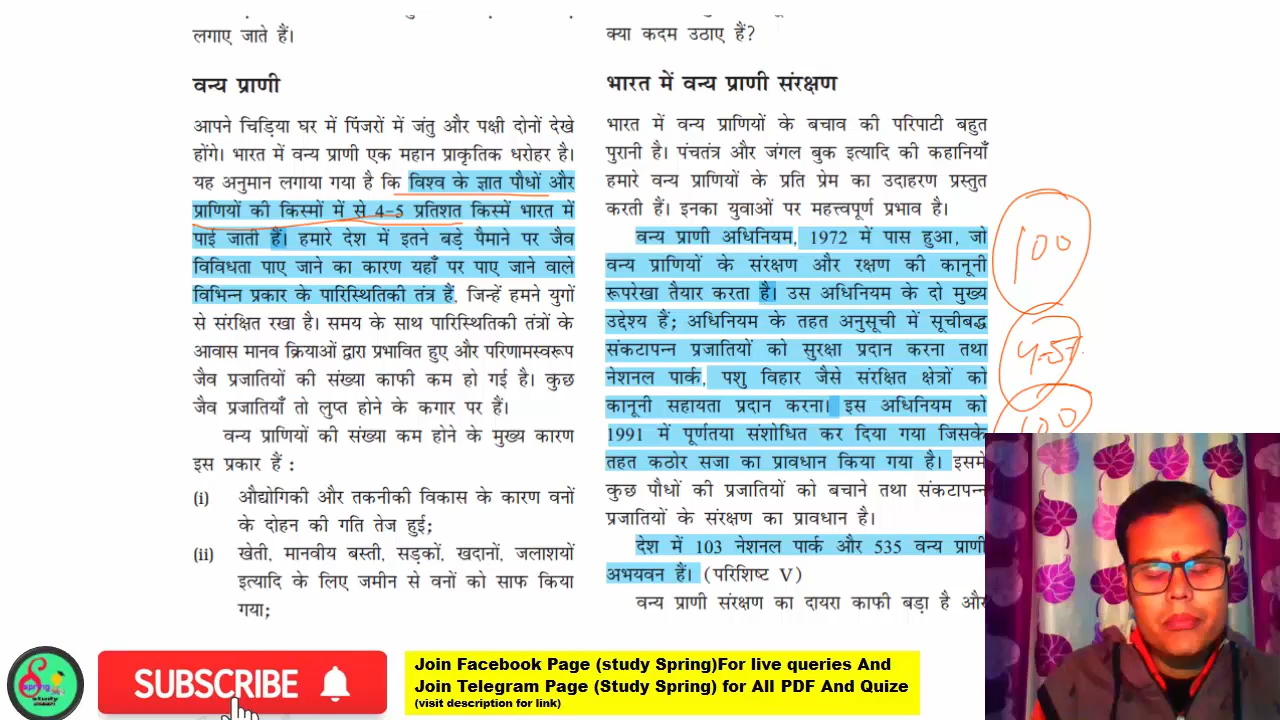 लगाए जाते हैं।
वन्य प्राणी
आपने चिड़िया घर में पिंजरों में जंतु और पक्षी दोनों देखे
होंगे। भारत में वन्य प्राणी एक महान प्राकृतिक धरोहर है।
यह अनुमान लगाया गया है कि विश्व के ज्ञात पौधों और
प्राणियों की किस्मों में से 4-5 प्रतिशत किस्में भारत में
पाई जाती हैं। हमारे देश में इतने बड़े पैमाने पर जैव
विविधता पाए जाने का कारण यहाँ पर पाए जाने वाले
विभिन्न प्रकार के पारिस्थितिकी तंत्र हैं, जिन्हें हमने युगों
से संरक्षित रखा है। समय के साथ पारिस्थितिकी तंत्रों के
आवास मानव क्रियाओं द्वारा प्रभावित हुए और परिणामस्वरूप
जैव प्रजातियों की संख्या काफी कम हो गई है। कुछ
जैव प्रजातियाँ तो लुप्त होने के कगार पर हैं।
वन्य प्राणियों की संख्या कम होने के मुख्य कारण
इस प्रकार हैं :
(i) औद्योगिकी और तकनीकी विकास के कारण वनों
के दोहन की गति तेज हुई;
(ii) खेती, मानवीय बस्ती, सड़कों, खदानों, जलाशयों
इत्यादि के लिए जमीन से वनों को साफ किया
गया;
क्या कदम उठाए हैं?
भारत में वन्य प्राणी संरक्षण
भारत में वन्य प्राणियों के बचाव की परिपाटी बहुत
पुरानी है। पंचतंत्र और जंगल बुक इत्यादि की कहानियाँ
हमारे वन्य प्राणियों के प्रति प्रेम का उदाहरण प्रस्तुत
करती हैं। इनका युवाओं पर महत्त्वपूर्ण प्रभाव है।
वन्य प्राणी अधिनियम, 1972 में पास हुआ, जो
वन्य प्राणियों के संरक्षण और रक्षण की कानूनी
रूपरेखा तैयार करता है। उस अधिनियम के दो मुख्य
उद्देश्य हैं; अधिनियम के तहत अनुसूची में सूचीबद्ध
संकटापन्न प्रजातियों को सुरक्षा प्रदान करना तथा
नेशनल पार्क, पशु विहार जैसे संरक्षित क्षेत्रों को
कानूनी सहायता प्रदान करना। इस अधिनियम को
1991 में पूर्णतया संशोधित कर दिया गया जिसके
तहत कठोर सजा का प्रावधान किया गया है। इसमें
कुछ पौधों की प्रजातियों को बचाने तथा संकटापन्न
प्रजातियों के संरक्षण का प्रावधान है।
देश में 103 नेशनल पार्क और 535 वन्य प्राणी
अभयवन हैं। (परिशिष्ट V)
वन्य प्राणी संरक्षण का दायरा काफी बड़ा है और
100
4-5
100
Spring
study
SUBSCRIBE
Join Facebook Page (study Spring)For live queries And
Join Telegram Page (Study Spring) for All PDF And Quize
(visit description for link)